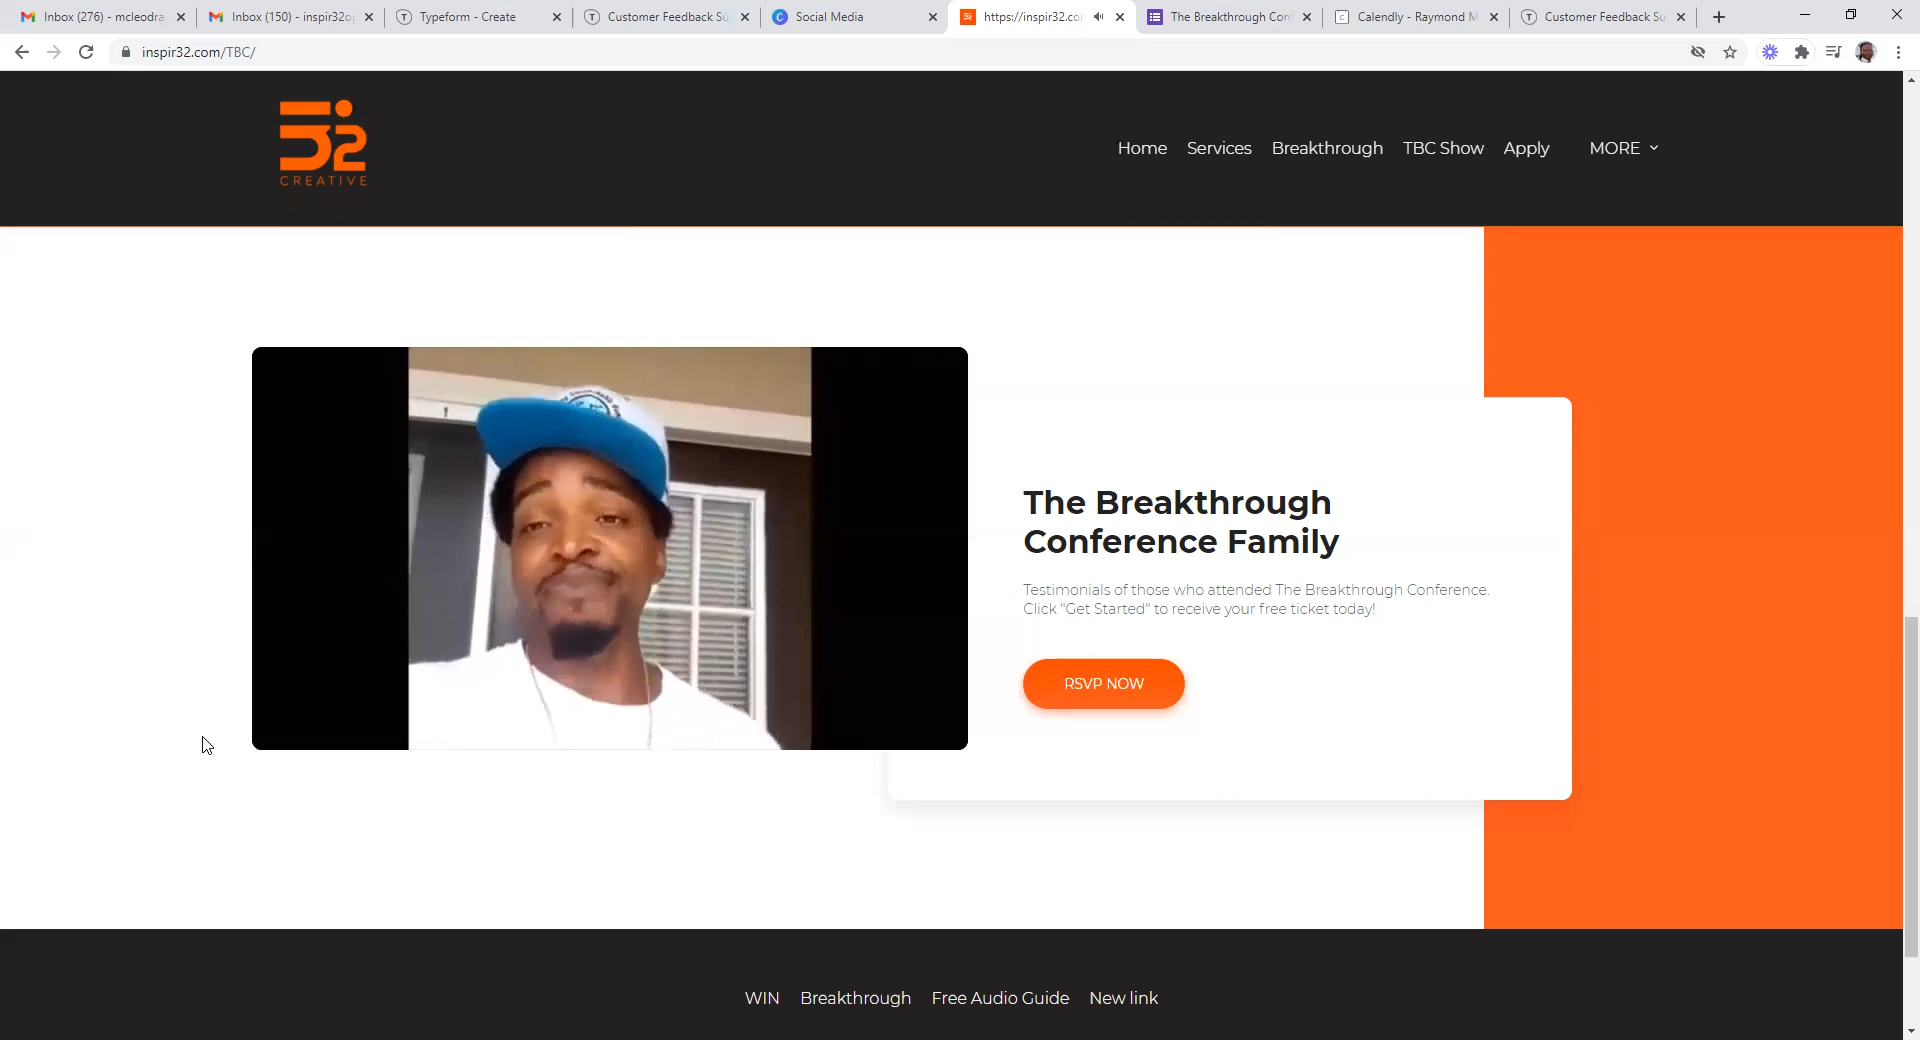 Inbox (276) - mcleodra
Inbox (150) - inspir32o
Typeform - Create
Customer Feedback Su
Social Media
https://inspir32.co
The Breakthrough Con
Calendly - Raymond M
Customer Feedback Su
inspir32.com/TBC/
32
CREATIVE
Home
Services
Breakthrough
TBC Show
Apply
MORE
The Breakthrough
Conference Family
Testimonials of those who attended The Breakthrough Conference.
Click "Get Started" to receive your free ticket today!
RSVP NOW
WIN
Breakthrough
Free Audio Guide
New link